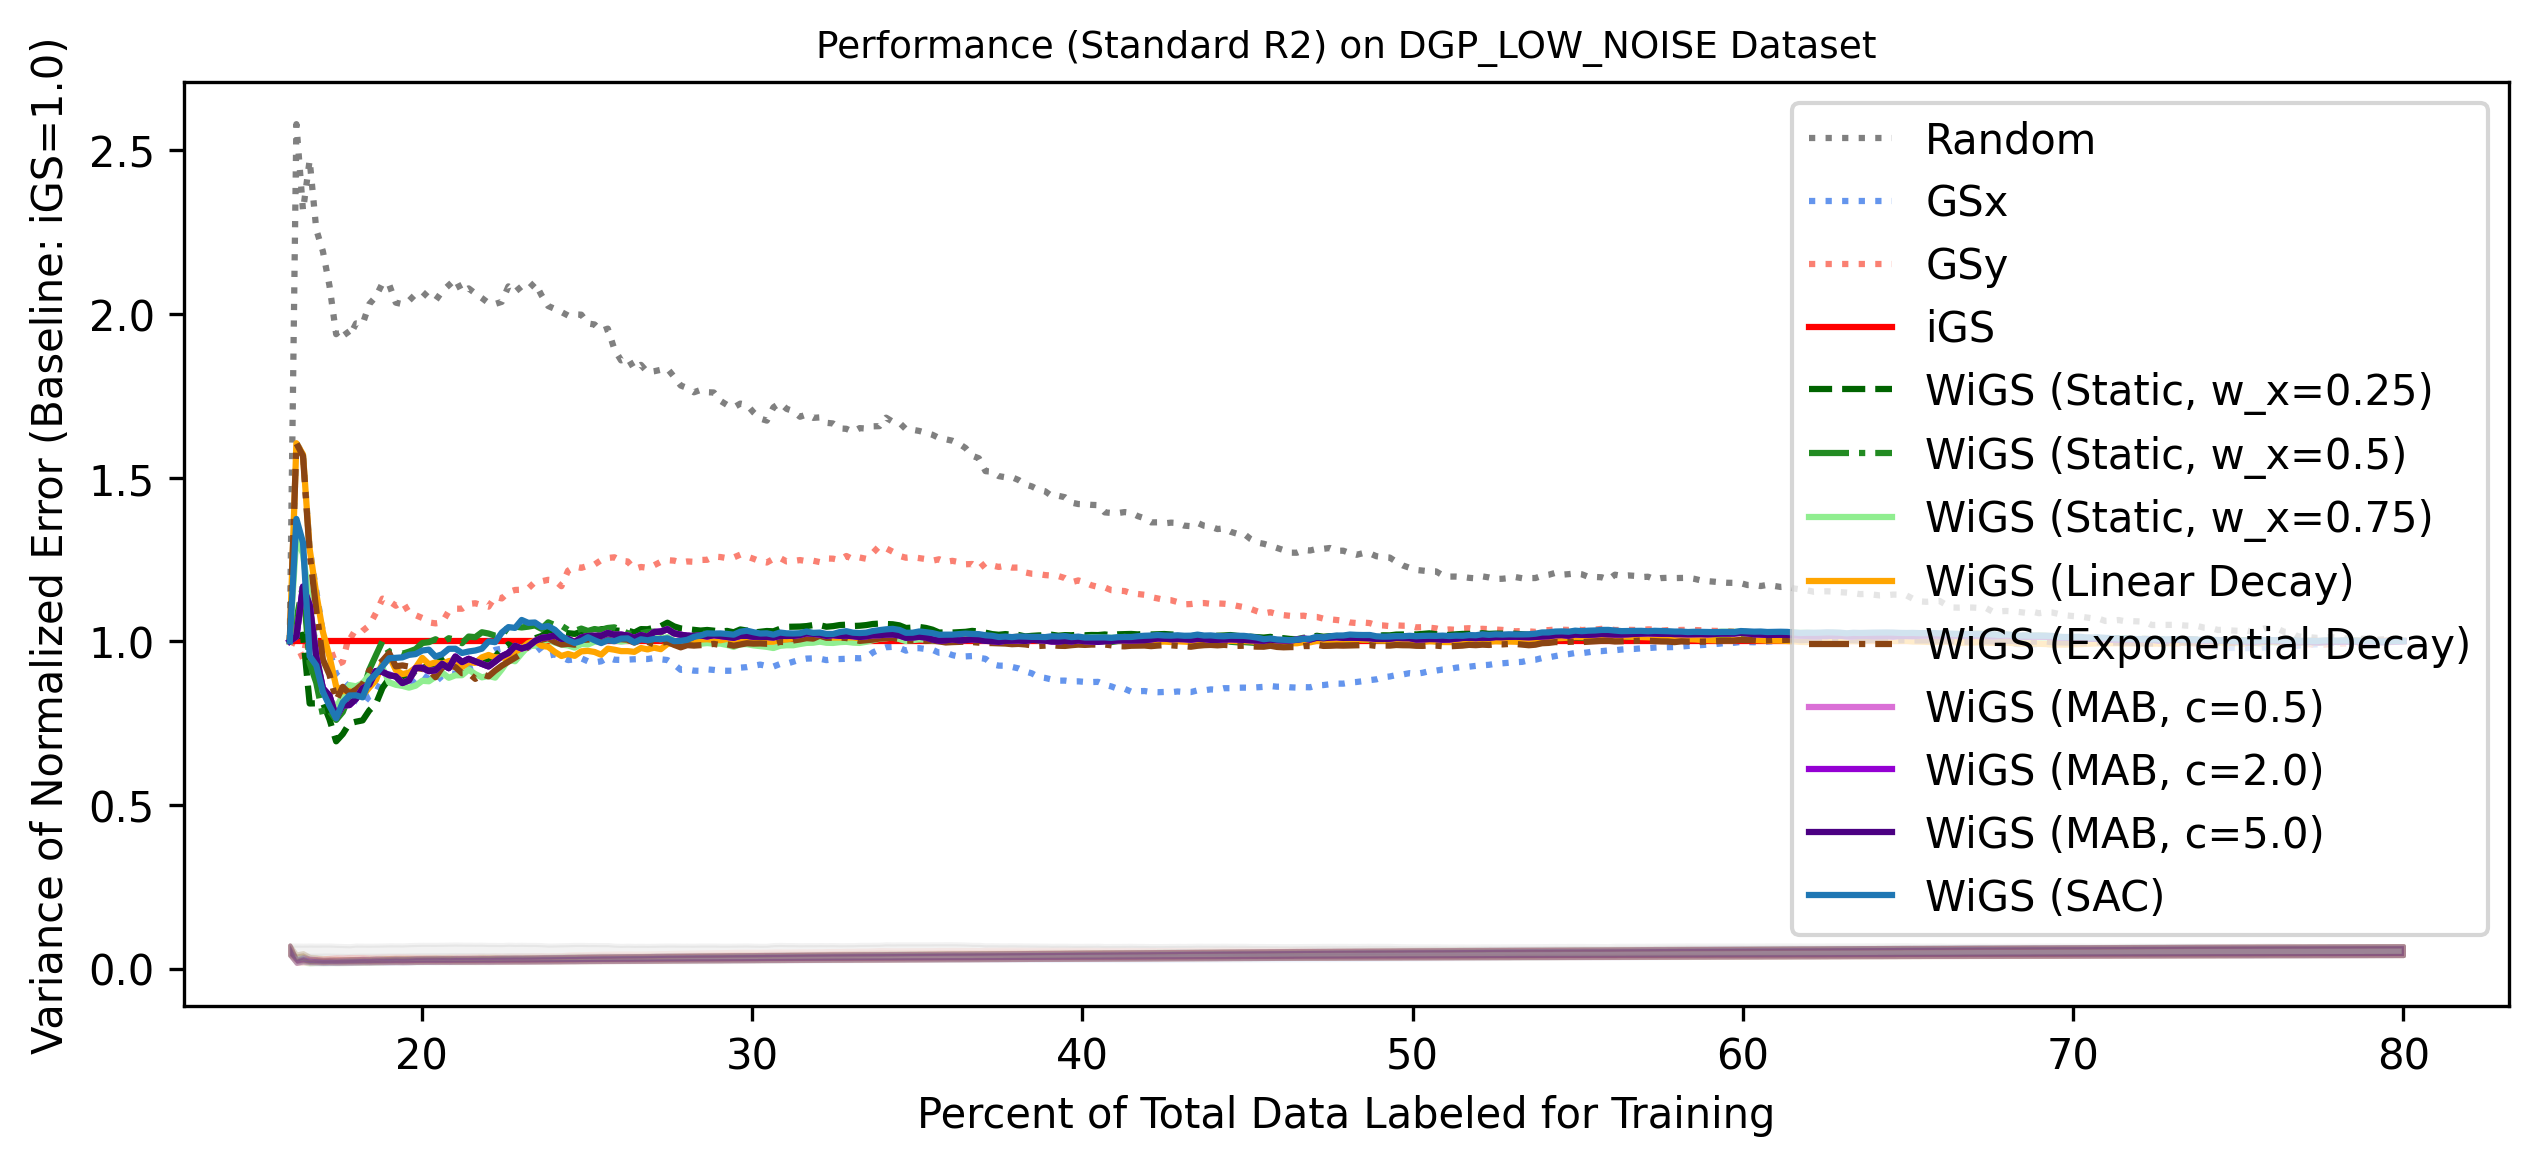 Performance (Standard R2) on DGP_LOW_NOISE Dataset
Variance of Normalized Error (Baseline: iGS=1.0)
2.5
2.0
1.5
1.0
0.5
0.0
Random
GSx
GSy
iGS
WiGS (Static, w_x=0.25)
WiGS (Static, w_x=0.5)
WiGS (Static, w_x=0.75)
WiGS (Linear Decay)
WiGS (Exponential Decay)
WiGS (MAB, c=0.5)
WiGS (MAB, c=2.0)
WiGS (MAB, c=5.0)
WiGS (SAC)
20 30 40 50 60 70 80
Percent of Total Data Labeled for Training